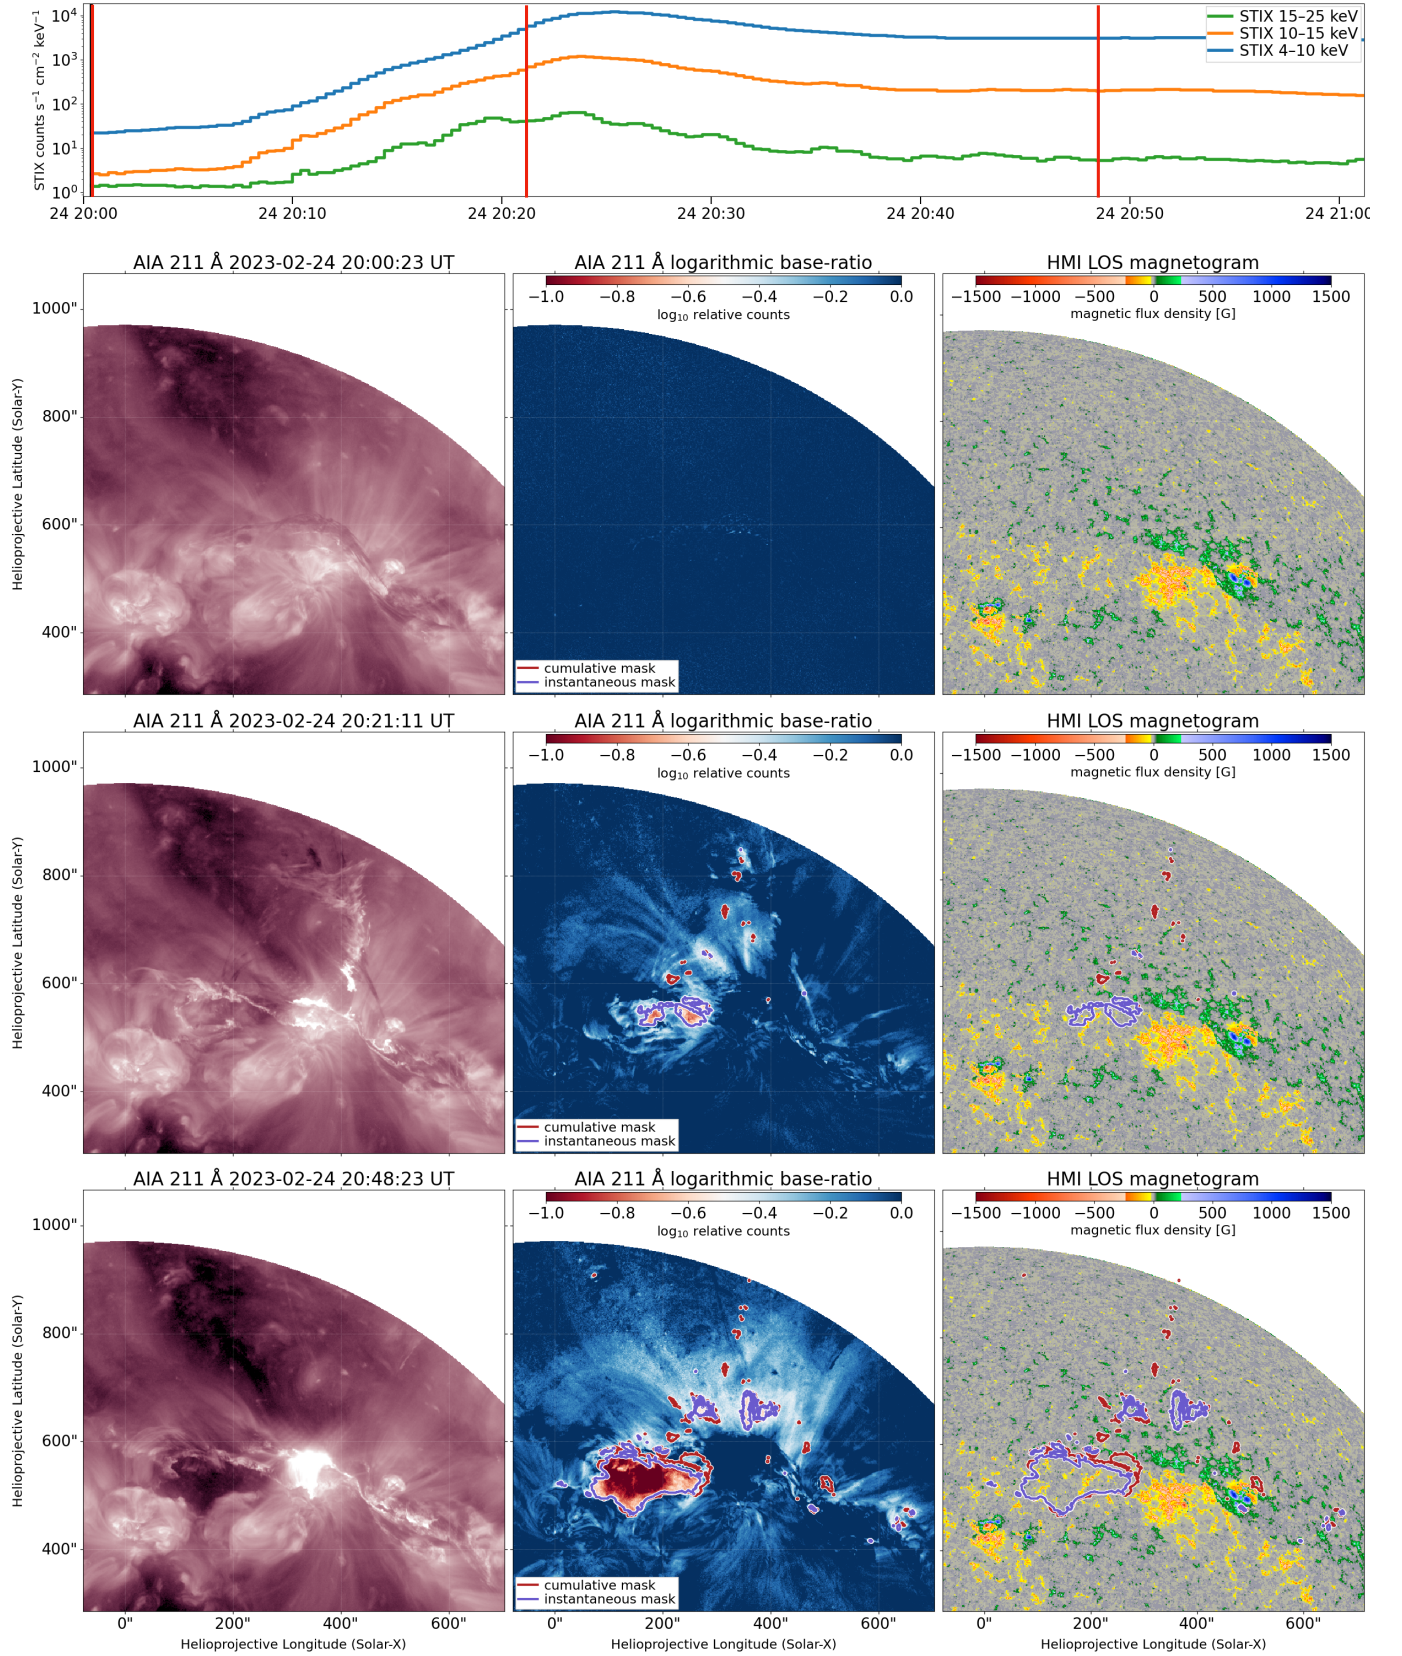 STIX counts s⁻¹ cm⁻² keV⁻¹
10⁴
10³
10²
10¹
10⁰
STIX 15–25 keV
STIX 10–15 keV
STIX 4–10 keV
24 20:00 24 20:10 24 20:20 24 20:30 24 20:40 24 20:50 24 21:00
AIA 211 Å 2023-02-24 20:00:23 UT
AIA 211 Å logarithmic base-ratio
HMI LOS magnetogram
−1.0 −0.8 −0.6 −0.4 −0.2 0.0
log₁₀ relative counts
−1500 −1000 −500 0 500 1000 1500
magnetic flux density [G]
Helioprojective Latitude (Solar-Y)
1000"
800"
600"
400"
cumulative mask
instantaneous mask
AIA 211 Å 2023-02-24 20:21:11 UT
AIA 211 Å logarithmic base-ratio
HMI LOS magnetogram
−1.0 −0.8 −0.6 −0.4 −0.2 0.0
log₁₀ relative counts
−1500 −1000 −500 0 500 1000 1500
magnetic flux density [G]
Helioprojective Latitude (Solar-Y)
1000"
800"
600"
400"
cumulative mask
instantaneous mask
AIA 211 Å 2023-02-24 20:48:23 UT
AIA 211 Å logarithmic base-ratio
HMI LOS magnetogram
−1.0 −0.8 −0.6 −0.4 −0.2 0.0
log₁₀ relative counts
−1500 −1000 −500 0 500 1000 1500
magnetic flux density [G]
Helioprojective Latitude (Solar-Y)
1000"
800"
600"
400"
cumulative mask
instantaneous mask
0" 200" 400" 600"
0" 200" 400" 600"
0" 200" 400" 600"
Helioprojective Longitude (Solar-X)
Helioprojective Longitude (Solar-X)
Helioprojective Longitude (Solar-X)